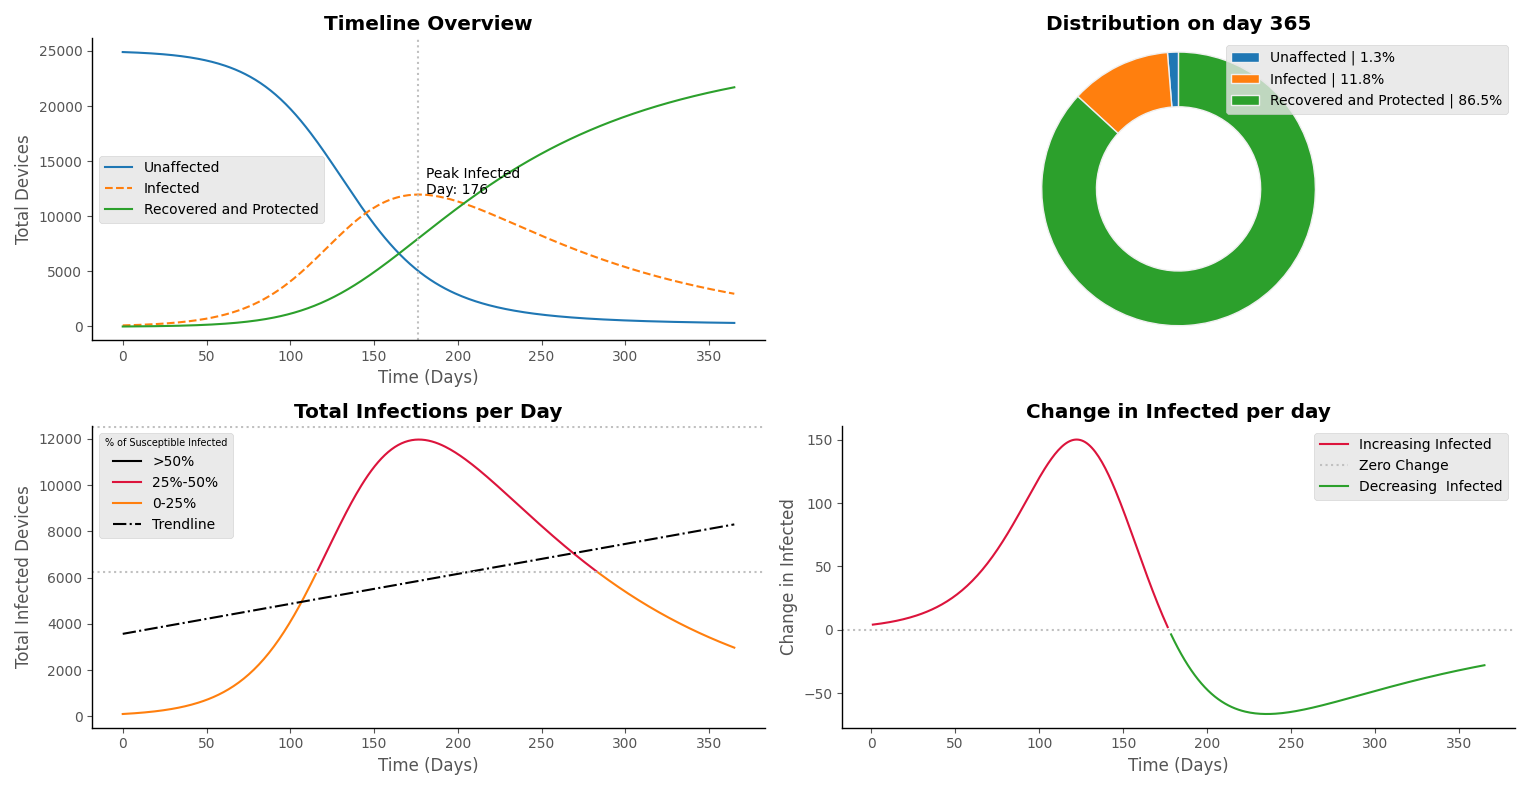 Timeline Overview
Total Devices
25000
20000
15000
10000
5000
0
Unaffected
Infected
Recovered and Protected
Peak Infected
Day: 176
0 50 100 150 200 250 300 350
Time (Days)
Distribution on day 365
Unaffected | 1.3%
Infected | 11.8%
Recovered and Protected | 86.5%
Total Infections per Day
Total Infected Devices
12000
10000
8000
6000
4000
2000
0
% of Susceptible Infected
>50%
25%-50%
0-25%
Trendline
0 50 100 150 200 250 300 350
Time (Days)
Change in Infected per day
Change in Infected
150
100
50
0
−50
Increasing Infected
Zero Change
Decreasing  Infected
0 50 100 150 200 250 300 350
Time (Days)